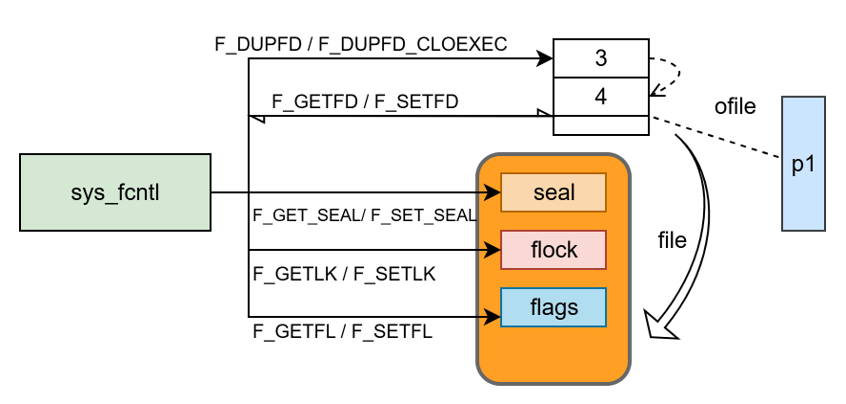 F_DUPFD / F_DUPFD_CLOEXEC
3
F_GETFD / F_SETFD
4
ofile
p1
sys_fcntl
seal
F_GET_SEAL/ F_SET_SEAL
file
flock
F_GETLK / F_SETLK
flags
F_GETFL / F_SETFL